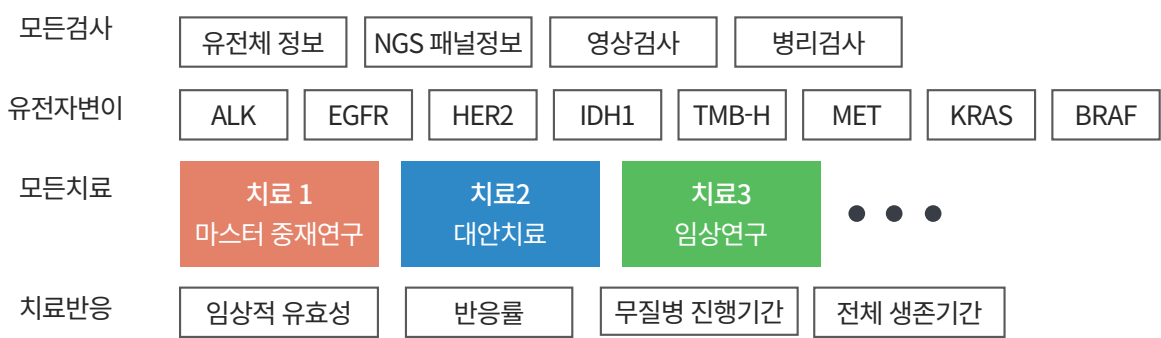 모든검사 유전체 정보 NGS 패널정보 영상검사 병리검사
유전자변이 ALK EGFR HER2 IDH1 TMB-H MET KRAS BRAF
모든치료 치료 1 치료2 치료3
마스터 중재연구 대안치료 임상연구
치료반응 임상적 유효성 반응률 무질병 진행기간 전체 생존기간